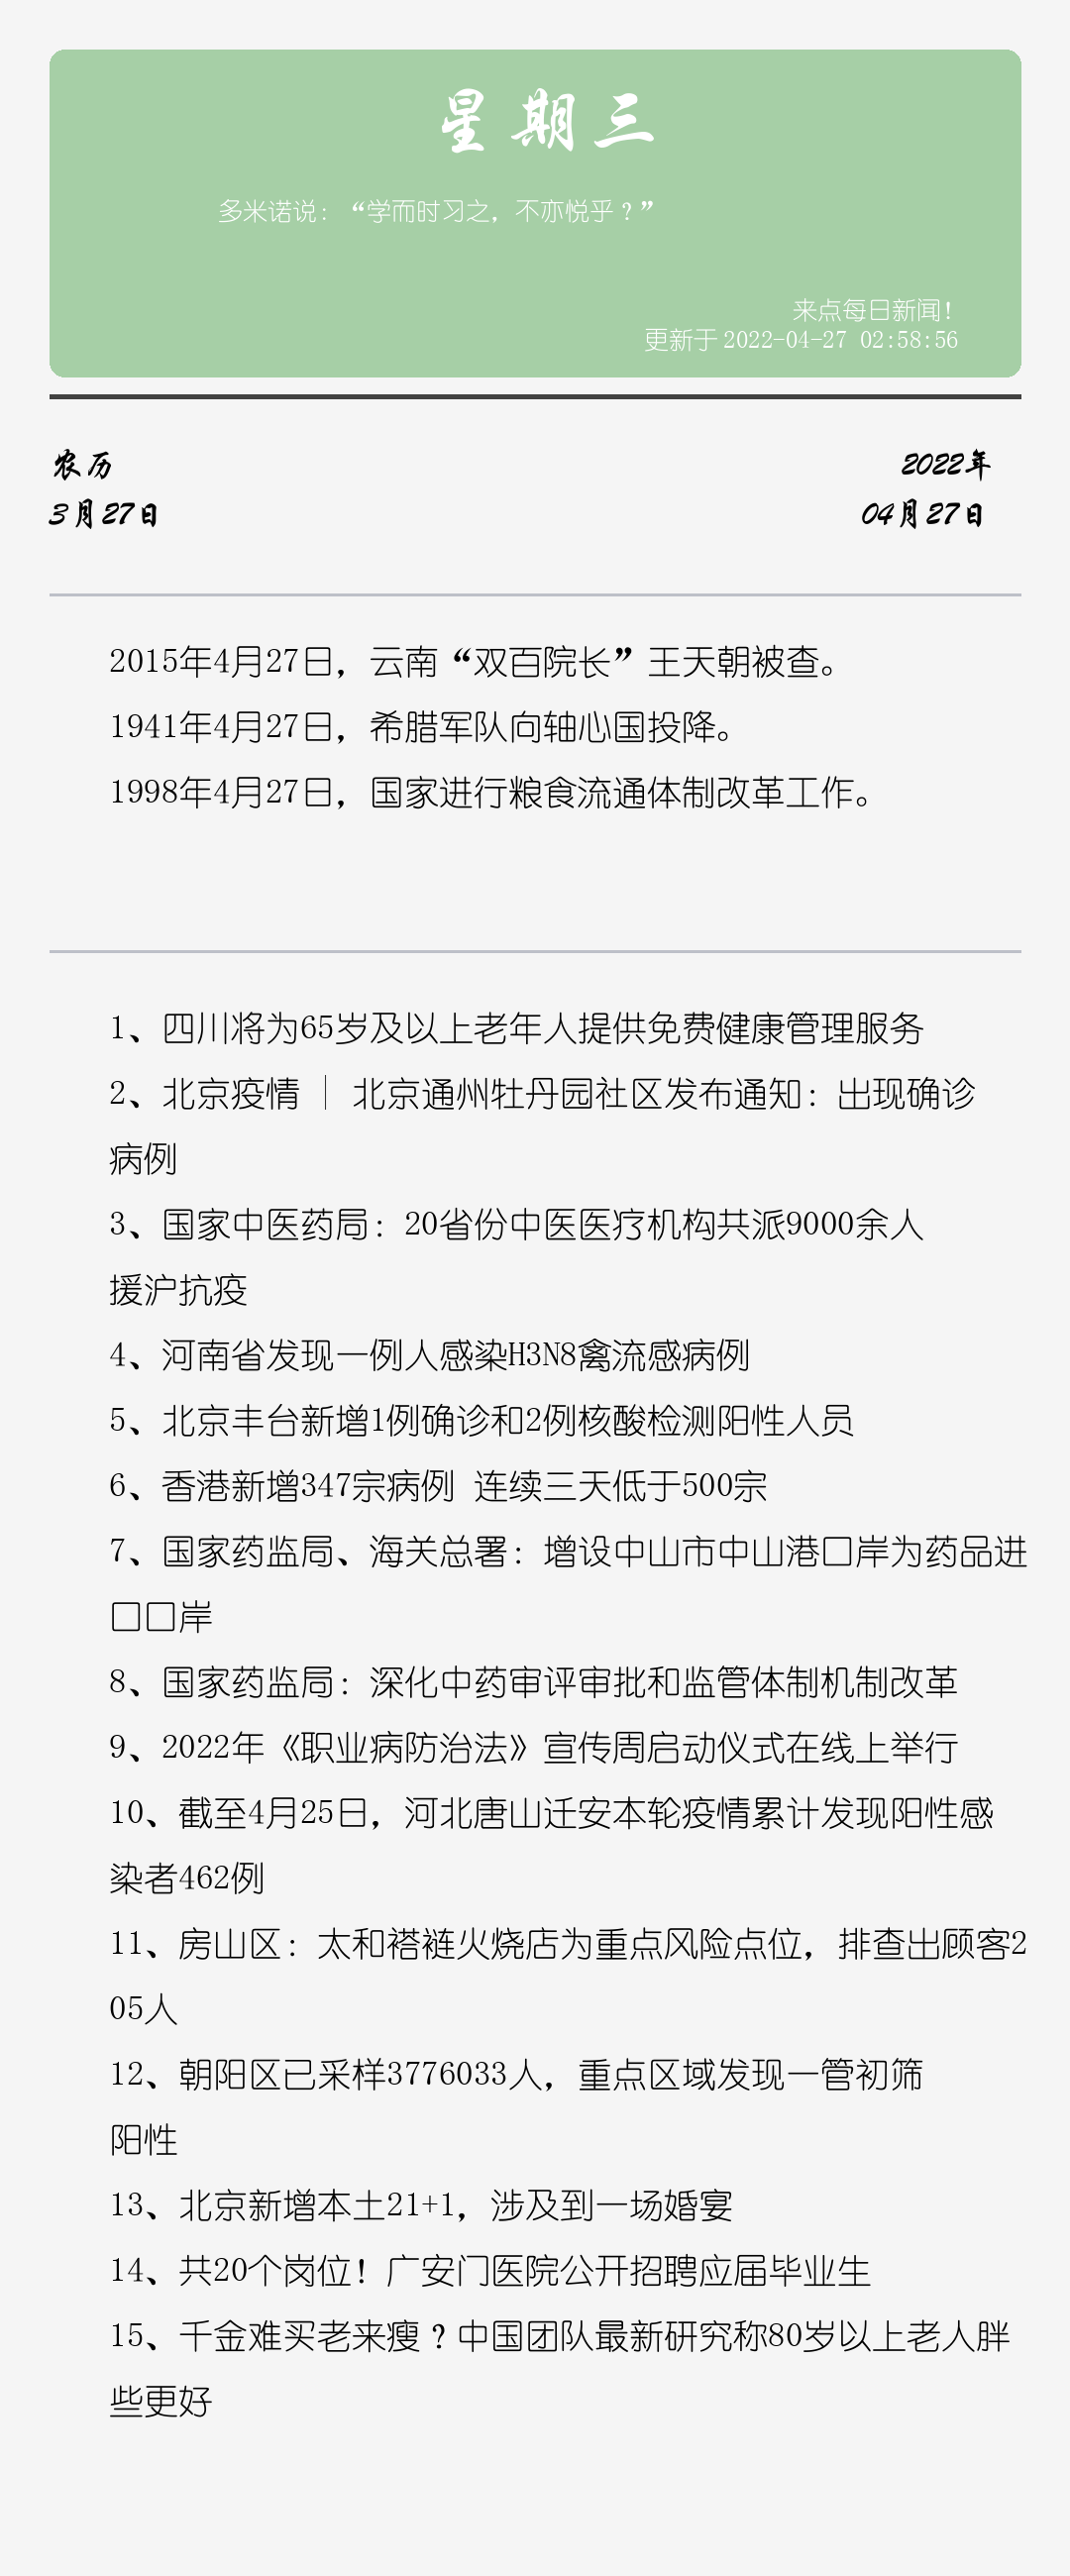 星期三
多米诺说：“学而时习之，不亦悦乎？”
来点每日新闻！
更新于 2022-04-27 02:58:56
农历
2022年
3月27日
04月27日
2015年4月27日，云南“双百院长”王天朝被查。
1941年4月27日，希腊军队向轴心国投降。
1998年4月27日，国家进行粮食流通体制改革工作。
1、四川将为65岁及以上老年人提供免费健康管理服务
2、北京疫情｜北京通州牡丹园社区发布通知：出现确诊
病例
3、国家中医药局：20省份中医医疗机构共派9000余人
援沪抗疫
4、河南省发现一例人感染H3N8禽流感病例
5、北京丰台新增1例确诊和2例核酸检测阳性人员
6、香港新增347宗病例 连续三天低于500宗
7、国家药监局、海关总署：增设中山市中山港口岸为药品进
口口岸
8、国家药监局：深化中药审评审批和监管体制机制改革
9、2022年《职业病防治法》宣传周启动仪式在线上举行
10、截至4月25日，河北唐山迁安本轮疫情累计发现阳性感
染者462例
11、房山区：太和褡裢火烧店为重点风险点位，排查出顾客2
05人
12、朝阳区已采样3776033人，重点区域发现一管初筛
阳性
13、北京新增本土21+1，涉及到一场婚宴
14、共20个岗位！广安门医院公开招聘应届毕业生
15、千金难买老来瘦？中国团队最新研究称80岁以上老人胖
些更好